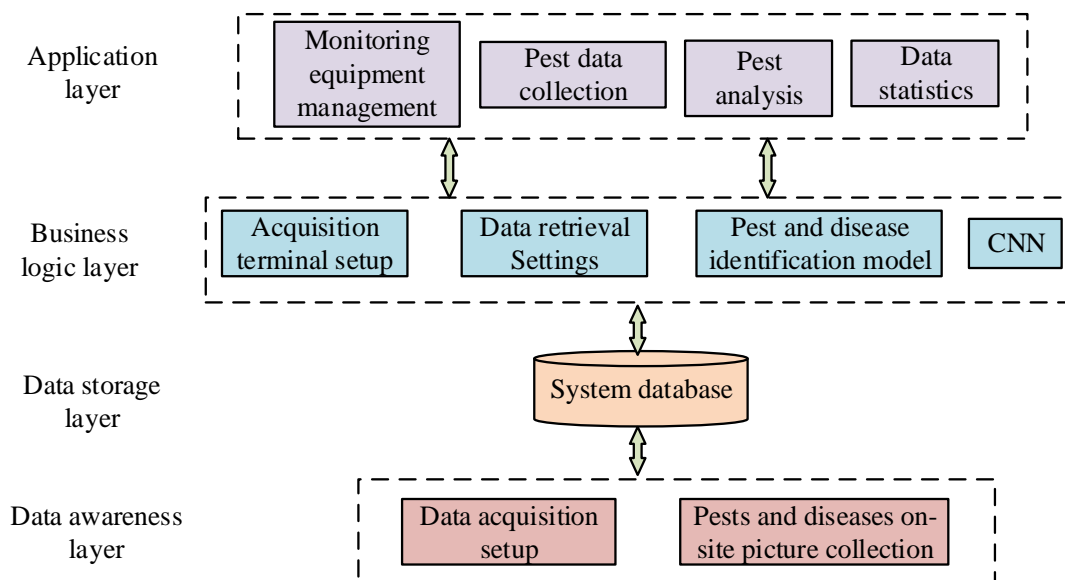 Application
layer
Monitoring
equipment
management
Pest data
collection
Pest
analysis
Data
statistics
Business
logic layer
Acquisition
terminal setup
Data retrieval
Settings
Pest and disease
identification model
CNN
Data storage
layer
System database
Data awareness
layer
Data acquisition
setup
Pests and diseases on-
site picture collection